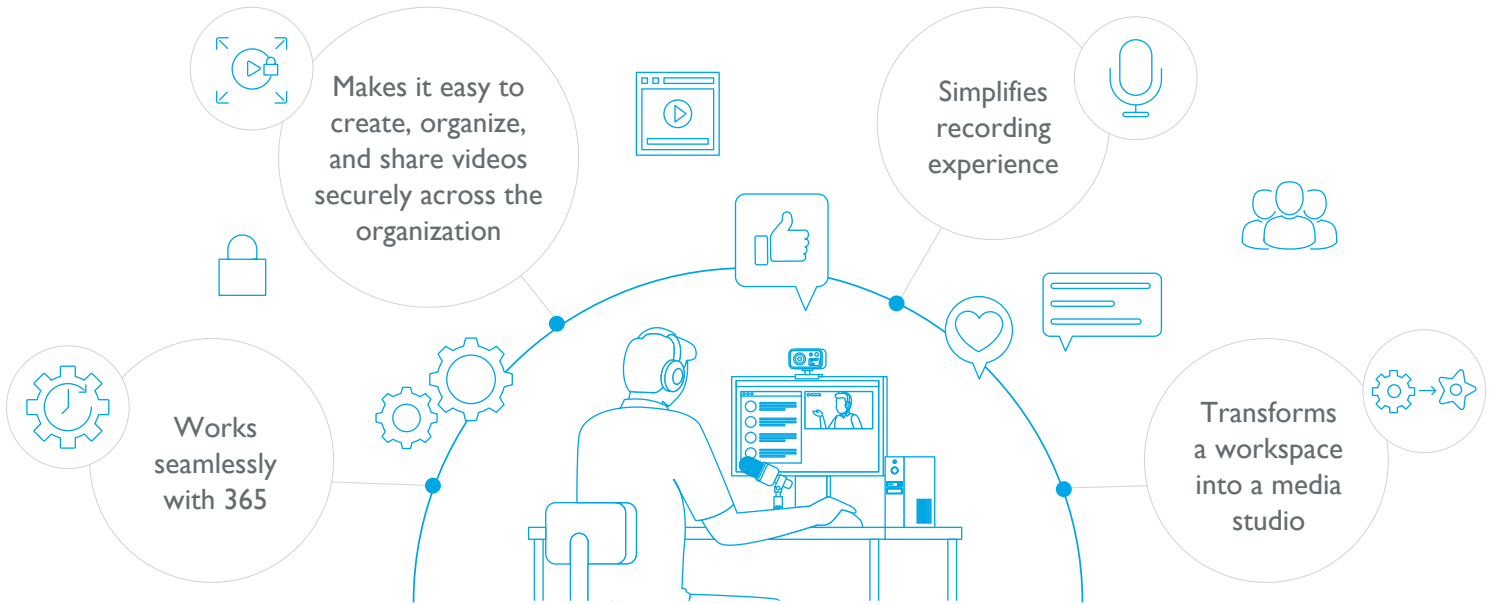 Makes it easy to
create, organize,
and share videos
securely across the
organization
Simplifies
recording
experience
Works
seamlessly
with 365
Transforms
a workspace
into a media
studio